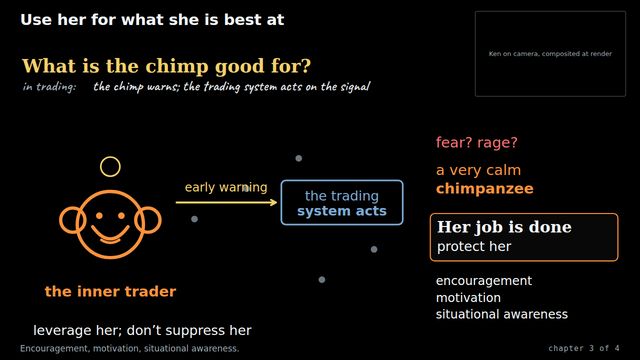 Use her for what she is best at
Ken on camera, composited at render
What is the chimp good for?
in trading: the chimp warns; the trading system acts on the signal
early warning
the trading
system acts
the inner trader
leverage her; don’t suppress her
fear? rage?
a very calm
chimpanzee
Her job is done
protect her
encouragement
motivation
situational awareness
Encouragement, motivation, situational awareness.
chapter 3 of 4